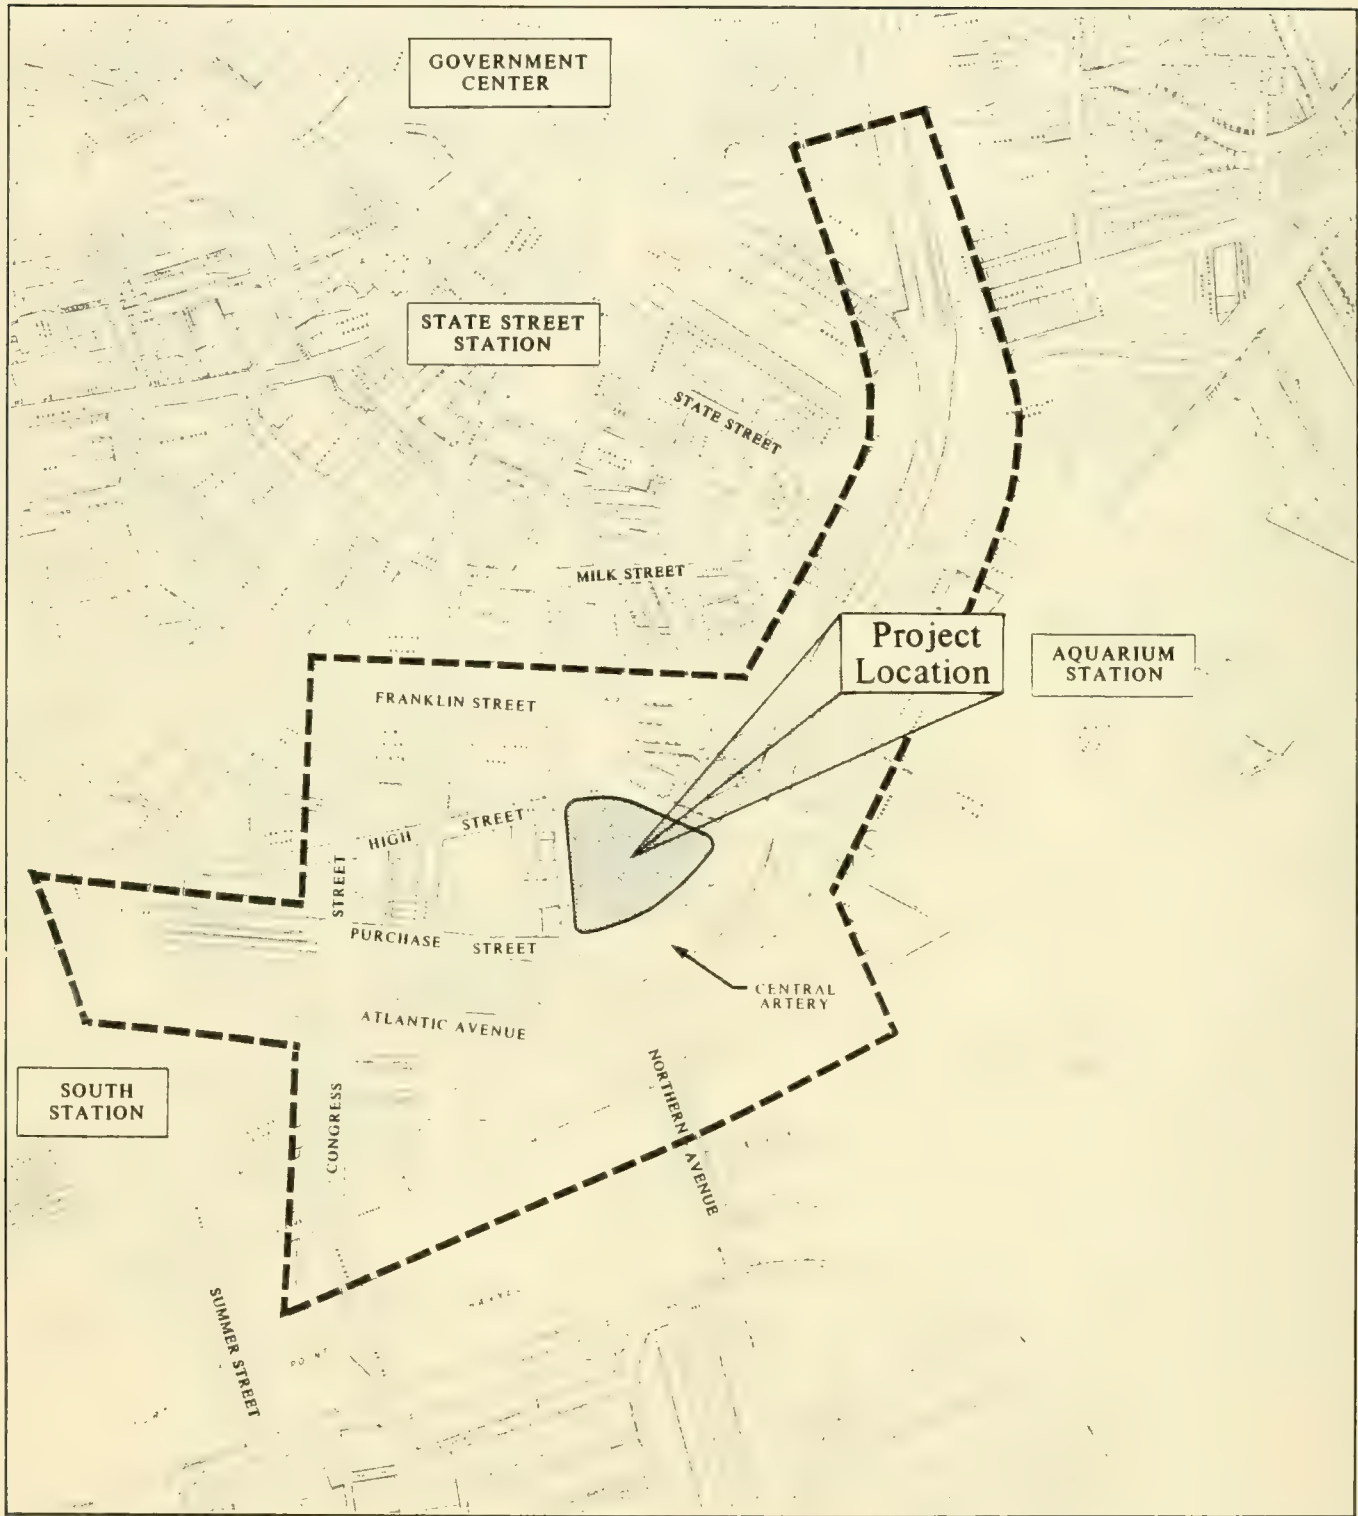 GOVERNMENT
CENTER
STATE STREET
STATION
STATE STREET
MILK STREET
Project
Location
AQUARIUM
STATION
FRANKLIN STREET
HIGH STREET
STREET
PURCHASE STREET
CENTRAL
ARTERY
ATLANTIC AVENUE
NORTHERN AVENUE
SOUTH
STATION
CONGRESS
SUMMER STREET
POINT